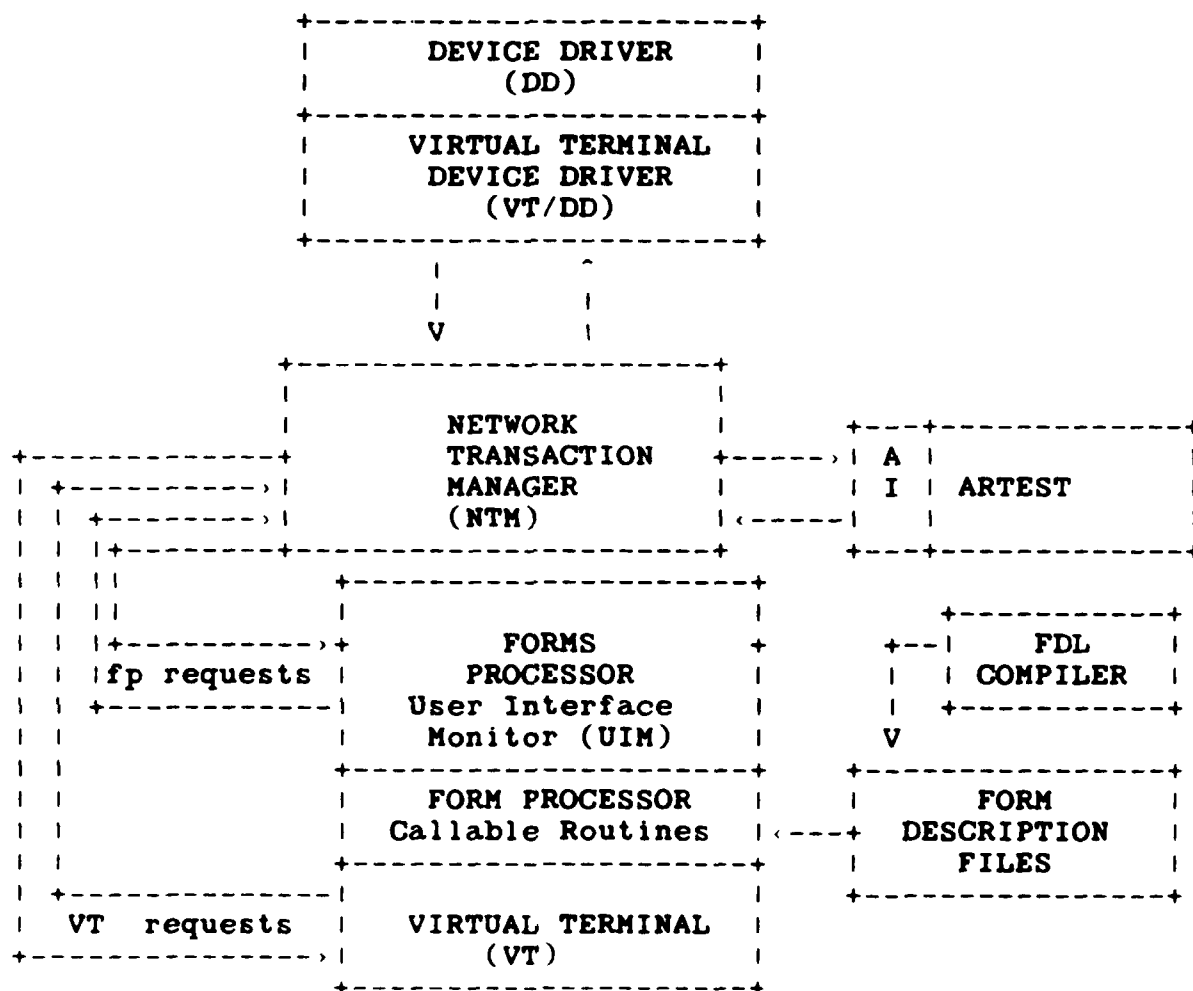 DEVICE DRIVER
(DD)
VIRTUAL TERMINAL
DEVICE DRIVER
(VT/DD)
V
NETWORK
TRANSACTION
MANAGER
(NTM)
A
I
ARTEST
FORMS
PROCESSOR
User Interface
Monitor (UIM)
fp requests
FDL
COMPILER
V
FORM PROCESSOR
Callable Routines
FORM
DESCRIPTION
FILES
VT requests
VIRTUAL TERMINAL
(VT)